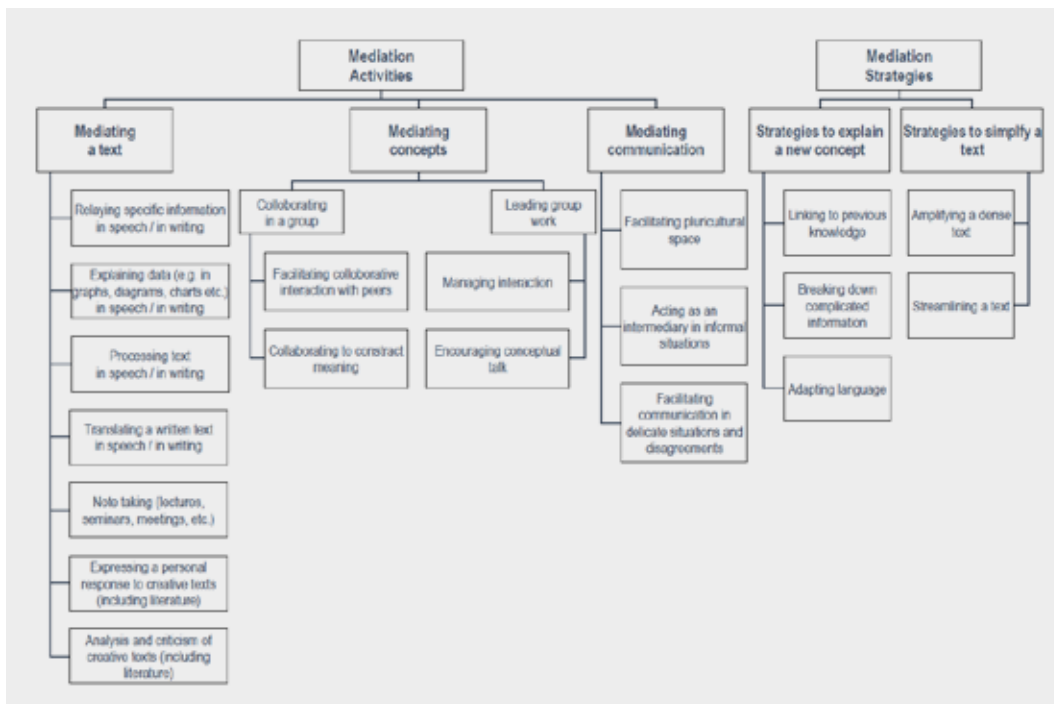 Mediation
Activities
Mediation
Strategies
Mediating
a text
Mediating
concepts
Mediating
communication
Strategies to explain
a new concept
Strategies to simplfy a
text
Relaying specific information
in speech / in writing
Explaining data (e.g. in
graphs, diagrams, charts etc.)
in speech / in writing
Processing text
in speech / in writing
Translating a written text
in speech / in writing
Note taking (lectures,
seminars, meetings, etc.)
Expressing a personal
response to creative texts
(including literature)
Analysis and criticism of
creative texts (including
literature)
Collaborating
in a group
Facilitating collaborative
interaction with peers
Collaborating to construct
meaning
Leading group
work
Managing interaction
Encouraging conceptual
talk
Facilitating pluricultural
space
Acting as an
intermediary in informal
situations
Facilitating
communication in
delicate situations and
disagreements
Linking to previous
knowledge
Breaking down
complicated
information
Adapting language
Amplifying a dense
text
Streamlining a text